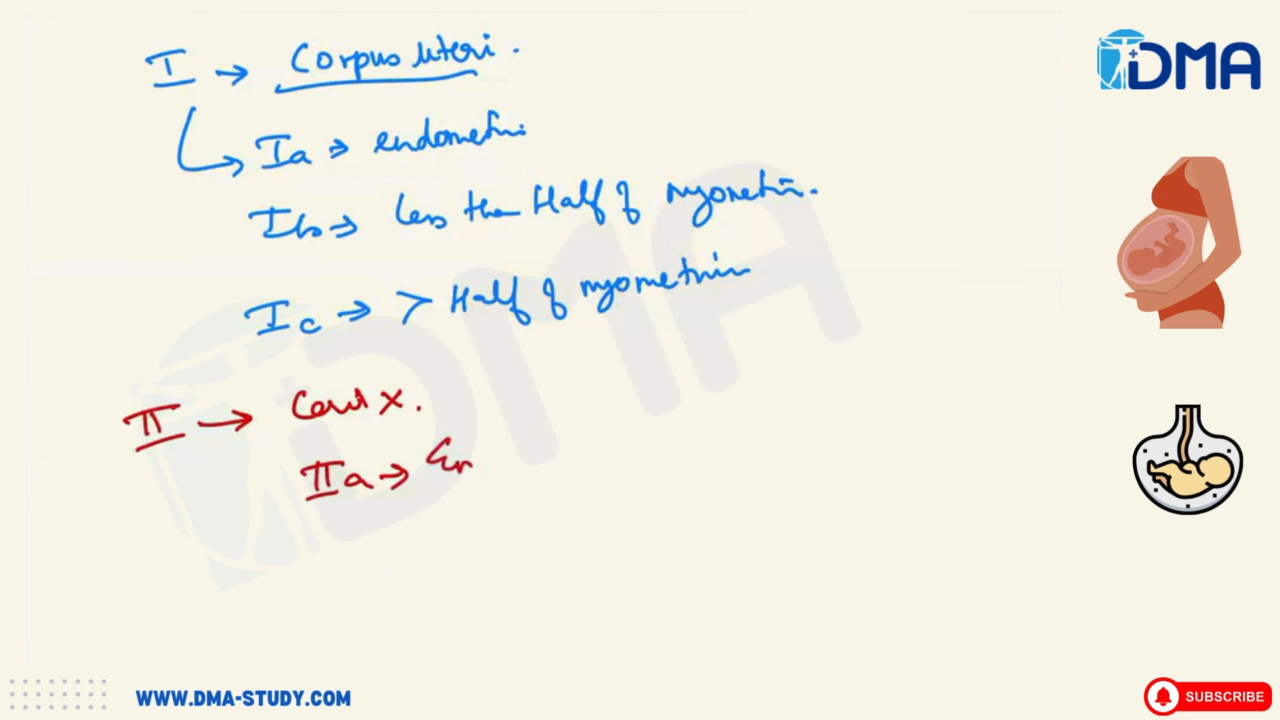 I → Corpus uteri.
Ia → endometri
Ib → less than Half of myometri.
Ic → > Half of myometrium
II → Cervix.
IIa → En
DMA
DMA
WWW.DMA-STUDY.COM
SUBSCRIBE